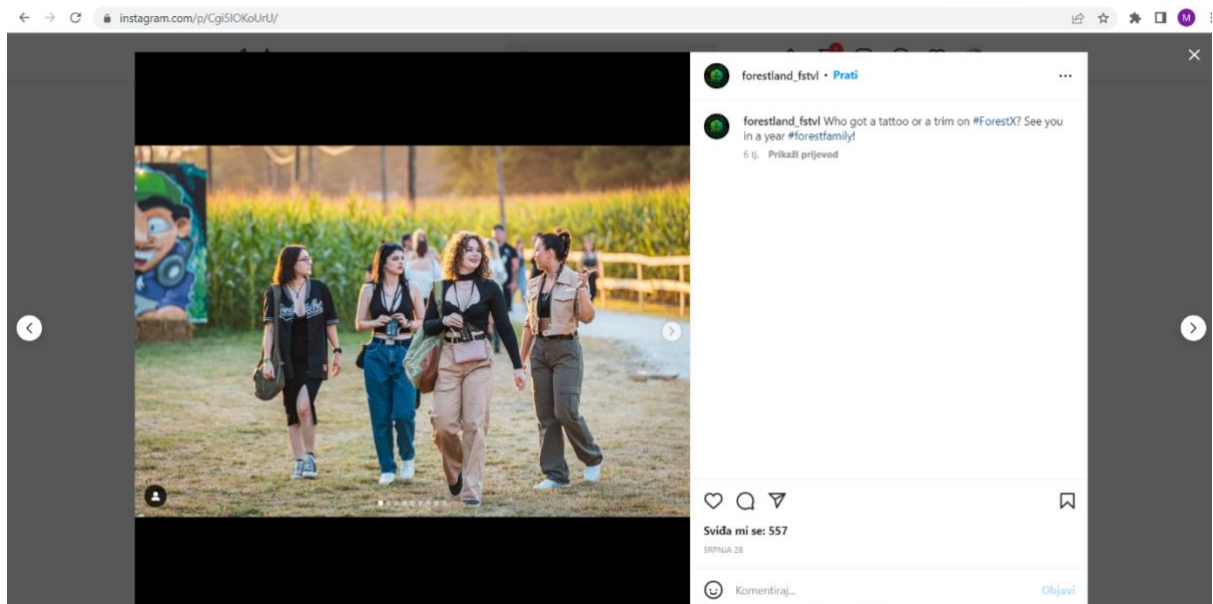 instagram.com/p/Cgi5IOKoUrU/
M
forestland_fstvl • Prati
forestland_fstvl Who got a tattoo or a trim on #ForestX? See you
in a year #forestfamily!
6 tj. Prikaži prijevod
Sviđa mi se: 557
SRPNJA 28
Komentiraj...
Objavi